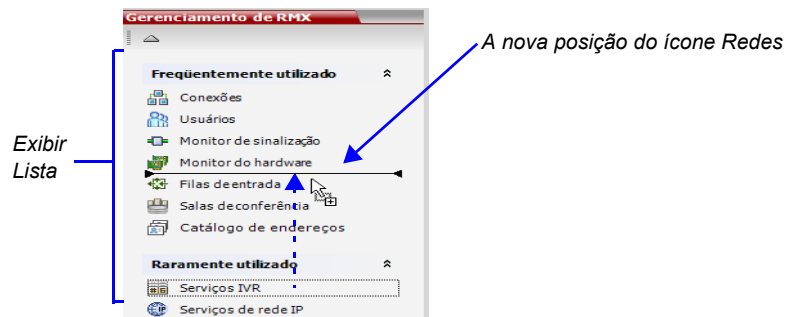 Gerenciamento de RMX
A nova posição do ícone Redes
Freqüentemente utilizado
Conexões
Usuários
Monitor de sinalização
Exibir
Lista
Monitor do hardware
Filas de entrada
Salas de conferência
Catálogo de endereços
Raramente utilizado
Serviços IVR
Serviços de rede IP